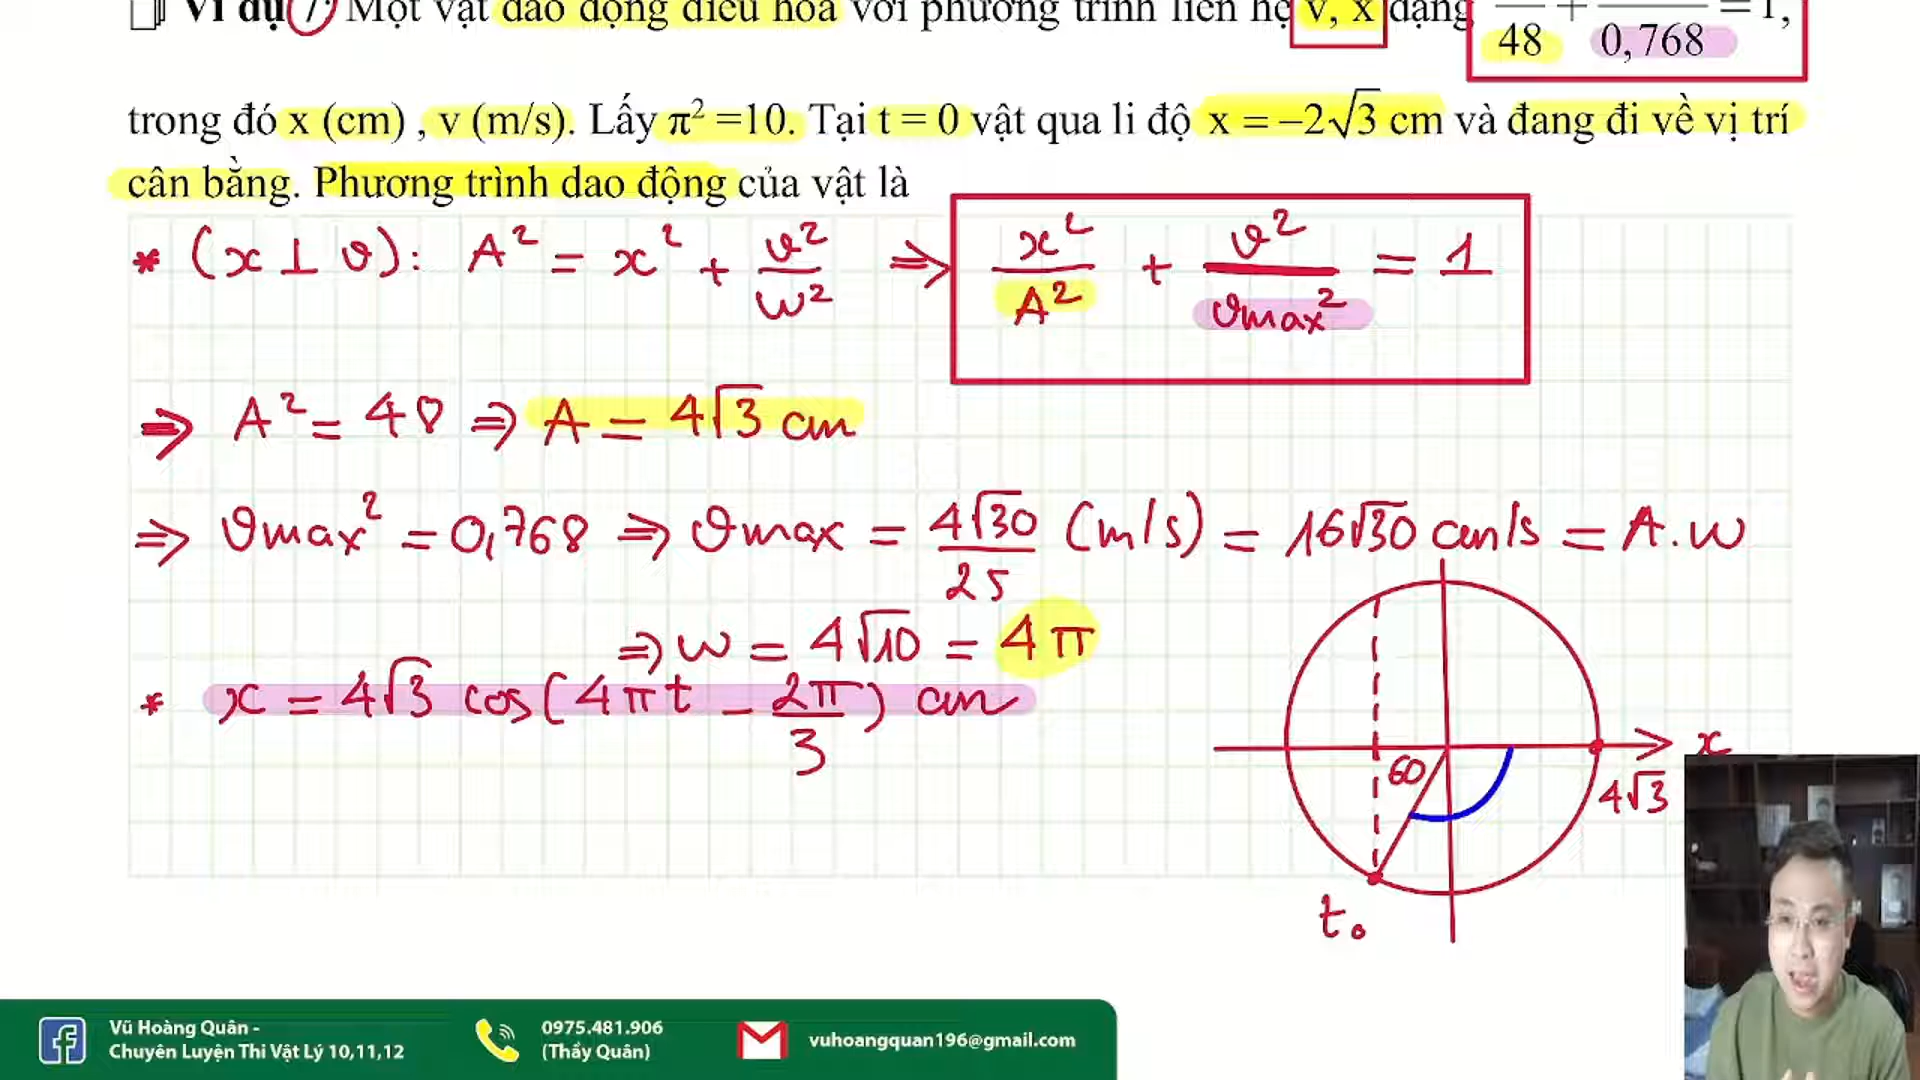 Ví dụ 7: Một vật dao động điều hòa với phương trình liên hệ v, x dạng — 48 + — 0,768 = 1,
trong đó x (cm) , v (m/s). Lấy π² =10. Tại t = 0 vật qua li độ x = −2√3 cm và đang đi về vị trí
cân bằng. Phương trình dao động của vật là
* (x ⊥ v): A² = x² + v²/ω² => x²/A² + v²/vmax² = 1
=> A² = 48 => A = 4√3 cm
=> vmax² = 0,768 => vmax = 4√30/25 (m/s) = 16√30 cm/s = A.ω
=> ω = 4√10 = 4π
* x = 4√3 cos(4πt − 2π/3) cm
x
60
4√3
t₀
Vũ Hoàng Quân -
Chuyên Luyện Thi Vật Lý 10,11,12
0975.481.906
(Thầy Quân)
vuhoangquan196@gmail.com